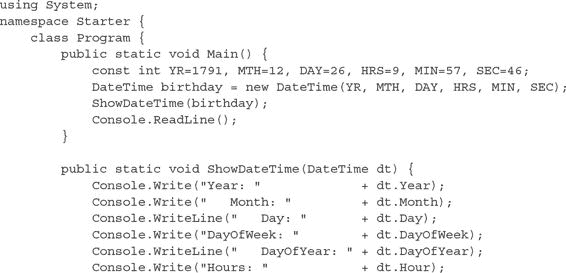 using System;
namespace Starter {
    class Program {
        public static void Main() {
            const int YR=1791, MTH=12, DAY=26, HRS=9, MIN=57, SEC=46;
            DateTime birthday = new DateTime(YR, MTH, DAY, HRS, MIN, SEC);
            ShowDateTime(birthday);
            Console.ReadLine();
        }

        public static void ShowDateTime(DateTime dt) {
            Console.Write("Year: "             + dt.Year);
            Console.Write("   Month: "         + dt.Month);
            Console.WriteLine("   Day: "       + dt.Day);
            Console.Write("DayOfWeek: "        + dt.DayOfWeek);
            Console.WriteLine("   DayOfYear: " + dt.DayOfYear);
            Console.Write("Hours: "            + dt.Hour);